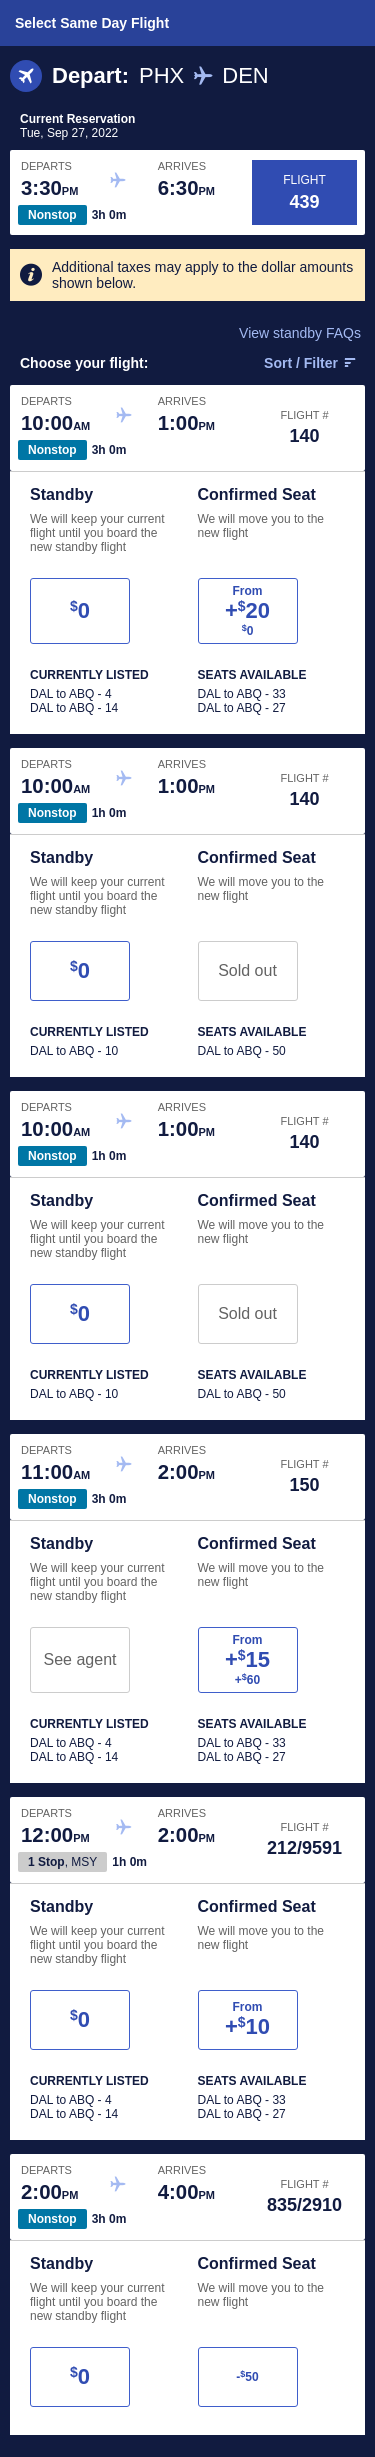 Select Same Day Flight
Depart: PHX DEN
Current Reservation
Tue, Sep 27, 2022
DEPARTS ARRIVES FLIGHT
3:30PM 6:30PM 439
Nonstop 3h 0m
Additional taxes may apply to the dollar amounts
shown below.
View standby FAQs
Choose your flight: Sort / Filter
DEPARTS ARRIVES FLIGHT #
10:00AM 1:00PM 140
Nonstop 3h 0m
Standby Confirmed Seat
We will keep your current We will move you to the
flight until you board the new flight
new standby flight
From
$0 +$20
$0
CURRENTLY LISTED SEATS AVAILABLE
DAL to ABQ - 4 DAL to ABQ - 33
DAL to ABQ - 14 DAL to ABQ - 27
DEPARTS ARRIVES FLIGHT #
10:00AM 1:00PM 140
Nonstop 1h 0m
Standby Confirmed Seat
We will keep your current We will move you to the
flight until you board the new flight
new standby flight
$0 Sold out
CURRENTLY LISTED SEATS AVAILABLE
DAL to ABQ - 10 DAL to ABQ - 50
DEPARTS ARRIVES FLIGHT #
10:00AM 1:00PM 140
Nonstop 1h 0m
Standby Confirmed Seat
We will keep your current We will move you to the
flight until you board the new flight
new standby flight
$0 Sold out
CURRENTLY LISTED SEATS AVAILABLE
DAL to ABQ - 10 DAL to ABQ - 50
DEPARTS ARRIVES FLIGHT #
11:00AM 2:00PM 150
Nonstop 3h 0m
Standby Confirmed Seat
We will keep your current We will move you to the
flight until you board the new flight
new standby flight
From
See agent +$15
+$60
CURRENTLY LISTED SEATS AVAILABLE
DAL to ABQ - 4 DAL to ABQ - 33
DAL to ABQ - 14 DAL to ABQ - 27
DEPARTS ARRIVES FLIGHT #
12:00PM 2:00PM 212/9591
1 Stop, MSY 1h 0m
Standby Confirmed Seat
We will keep your current We will move you to the
flight until you board the new flight
new standby flight
From
$0 +$10
CURRENTLY LISTED SEATS AVAILABLE
DAL to ABQ - 4 DAL to ABQ - 33
DAL to ABQ - 14 DAL to ABQ - 27
DEPARTS ARRIVES FLIGHT #
2:00PM 4:00PM 835/2910
Nonstop 3h 0m
Standby Confirmed Seat
We will keep your current We will move you to the
flight until you board the new flight
new standby flight
$0 -$50